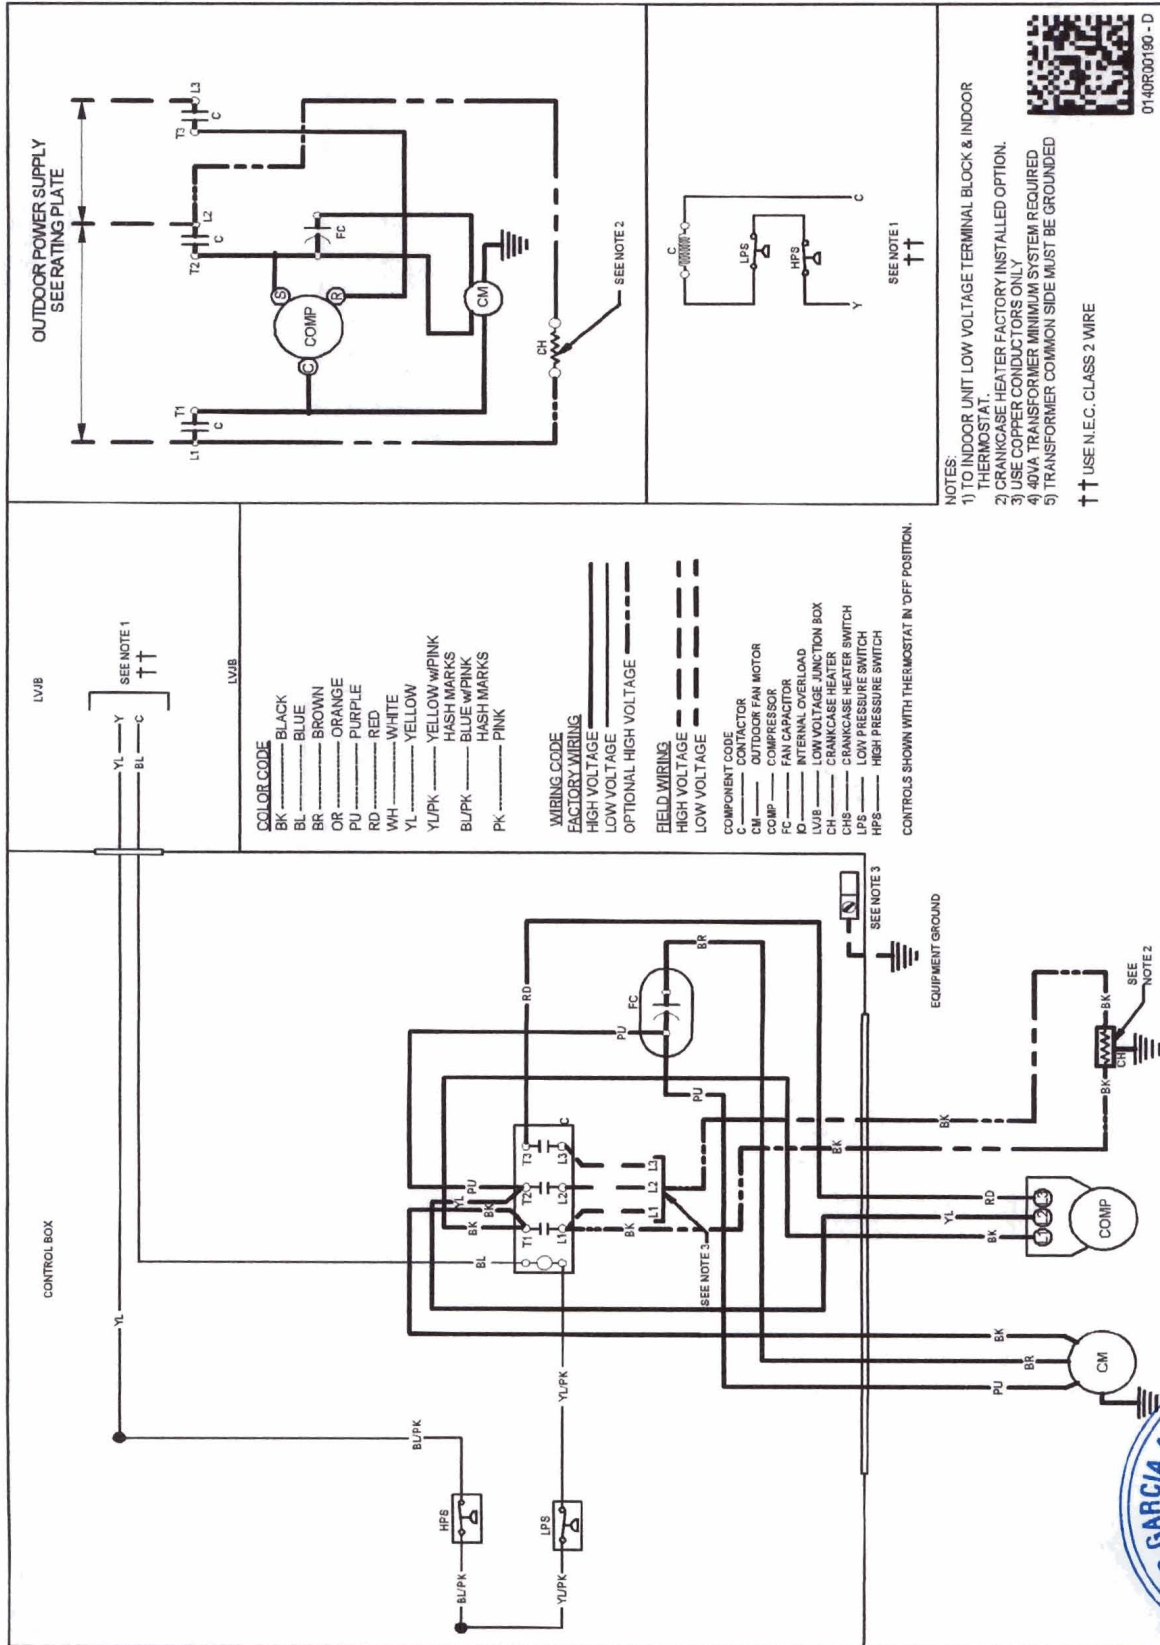 CONTROL BOX
LVJB
YL
YL
Y
BL
C
SEE NOTE 1
††
LVJB
BL/PK
HPS
BL/PK
LPS
YL/PK
YL/PK
BL
BK
YL
PU
BK
T1
T2
T3
L1
L2
L3
C
BK
L1
L2
L3
SEE NOTE 3
RD
PU
FC
BR
PU
BK
BK
SEE NOTE 3
EQUIPMENT GROUND
PU
BR
BK
BK
YL
RD
CM
L1
L2
L3
COMP
BK
BK
CH
SEE
NOTE 2
COLOR CODE
BK BLACK
BL BLUE
BR BROWN
OR ORANGE
PU PURPLE
RD RED
WH WHITE
YL YELLOW
YL/PK YELLOW w/PINK
HASH MARKS
BL/PK BLUE w/PINK
HASH MARKS
PK PINK
WIRING CODE
FACTORY WIRING
HIGH VOLTAGE
LOW VOLTAGE
OPTIONAL HIGH VOLTAGE
FIELD WIRING
HIGH VOLTAGE
LOW VOLTAGE
COMPONENT CODE
C CONTACTOR
CM OUTDOOR FAN MOTOR
COMP COMPRESSOR
FC FAN CAPACITOR
IO INTERNAL OVERLOAD
LVJB LOW VOLTAGE JUNCTION BOX
CH CRANKCASE HEATER
CHS CRANKCASE HEATER SWITCH
LPS LOW PRESSURE SWITCH
HPS HIGH PRESSURE SWITCH
CONTROLS SHOWN WITH THERMOSTAT IN 'OFF' POSITION.
OUTDOOR POWER SUPPLY
SEE RATING PLATE
L1
T1
C
T2
L2
C
T3
L3
C
S
C
COMP
R
FC
CM
CH
SEE NOTE 2
C
LPS
HPS
Y
C
SEE NOTE 1
††
NOTES:
1) TO INDOOR UNIT LOW VOLTAGE TERMINAL BLOCK & INDOOR
THERMOSTAT.
2) CRANKCASE HEATER FACTORY INSTALLED OPTION.
3) USE COPPER CONDUCTORS ONLY
4) 40VA TRANSFORMER MINIMUM SYSTEM REQUIRED
5) TRANSFORMER COMMON SIDE MUST BE GROUNDED
†† USE N.E.C. CLASS 2 WIRE
0140R00190 - D
GARCIA